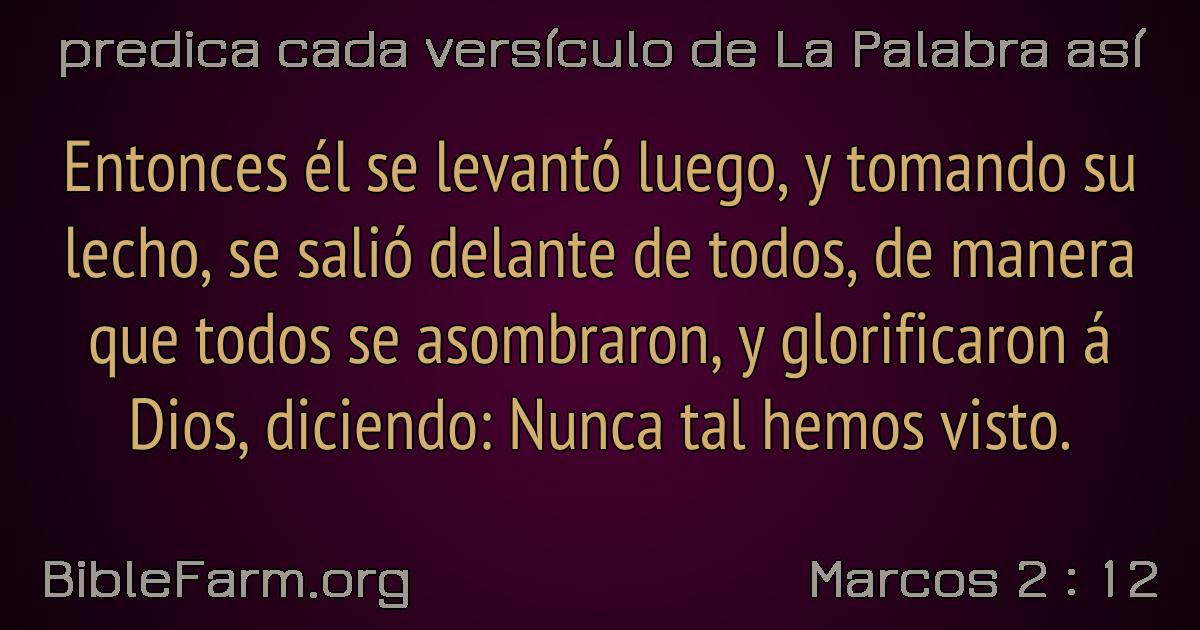 predica cada versículo de La Palabra así
Entonces él se levantó luego, y tomando su
lecho, se salió delante de todos, de manera
que todos se asombraron, y glorificaron á
Dios, diciendo: Nunca tal hemos visto.
BibleFarm.org
Marcos 2 : 12